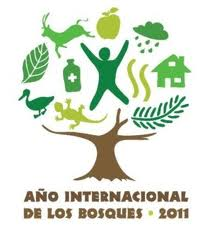 AÑO INTERNACIONAL
DE LOS BOSQUES • 2011